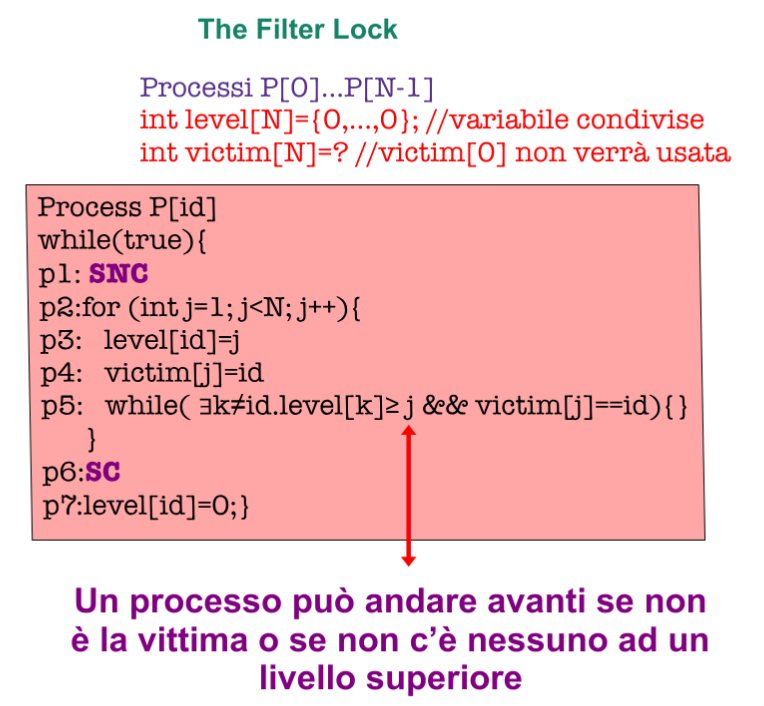 The Filter Lock
Processi P[0]...P[N-1]
int level[N]={0,...,0}; //variabile condivise
int victim[N]=? //victim[0] non verrà usata
Process P[id]
while(true){
p1: SNC
p2:for (int j=1; j<N; j++){
p3: level[id]=j
p4: victim[j]=id
p5: while( ∃k≠id.level[k]≥ j && victim[j]==id){}
}
p6:SC
p7:level[id]=0;}
Un processo può andare avanti se non
è la vittima o se non c’è nessuno ad un
livello superiore